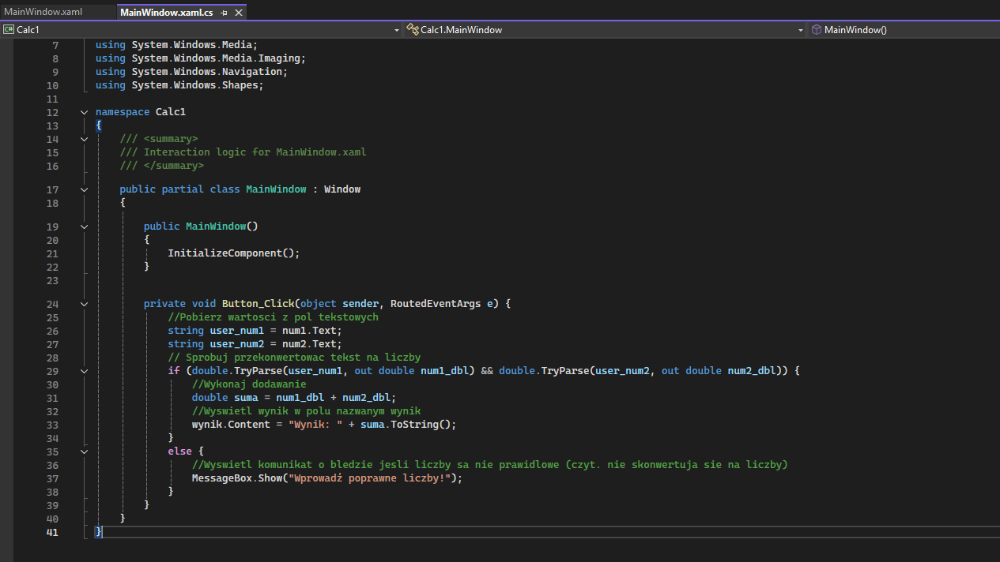 MainWindow.xaml
MainWindow.xaml.cs
C# Calc1
Calc1.MainWindow
MainWindow()
7 using System.Windows.Media;
8 using System.Windows.Media.Imaging;
9 using System.Windows.Navigation;
10 using System.Windows.Shapes;
11
12 namespace Calc1
13 {
14 /// <summary>
15 /// Interaction logic for MainWindow.xaml
16 /// </summary>
17 public partial class MainWindow : Window
18 {
19 public MainWindow()
20 {
21 InitializeComponent();
22 }
23
24 private void Button_Click(object sender, RoutedEventArgs e) {
25 //Pobierz wartosci z pol tekstowych
26 string user_num1 = num1.Text;
27 string user_num2 = num2.Text;
28 // Sprobuj przekonwertowac tekst na liczby
29 if (double.TryParse(user_num1, out double num1_dbl) && double.TryParse(user_num2, out double num2_dbl)) {
30 //Wykonaj dodawanie
31 double suma = num1_dbl + num2_dbl;
32 //Wyswietl wynik w polu nazwanym wynik
33 wynik.Content = "Wynik: " + suma.ToString();
34 }
35 else {
36 //Wyswietl komunikat o bledzie jesli liczby sa nie prawidlowe (czyt. nie skonwertuja sie na liczby)
37 MessageBox.Show("Wprowadź poprawne liczby!");
38 }
39 }
40 }
41 }